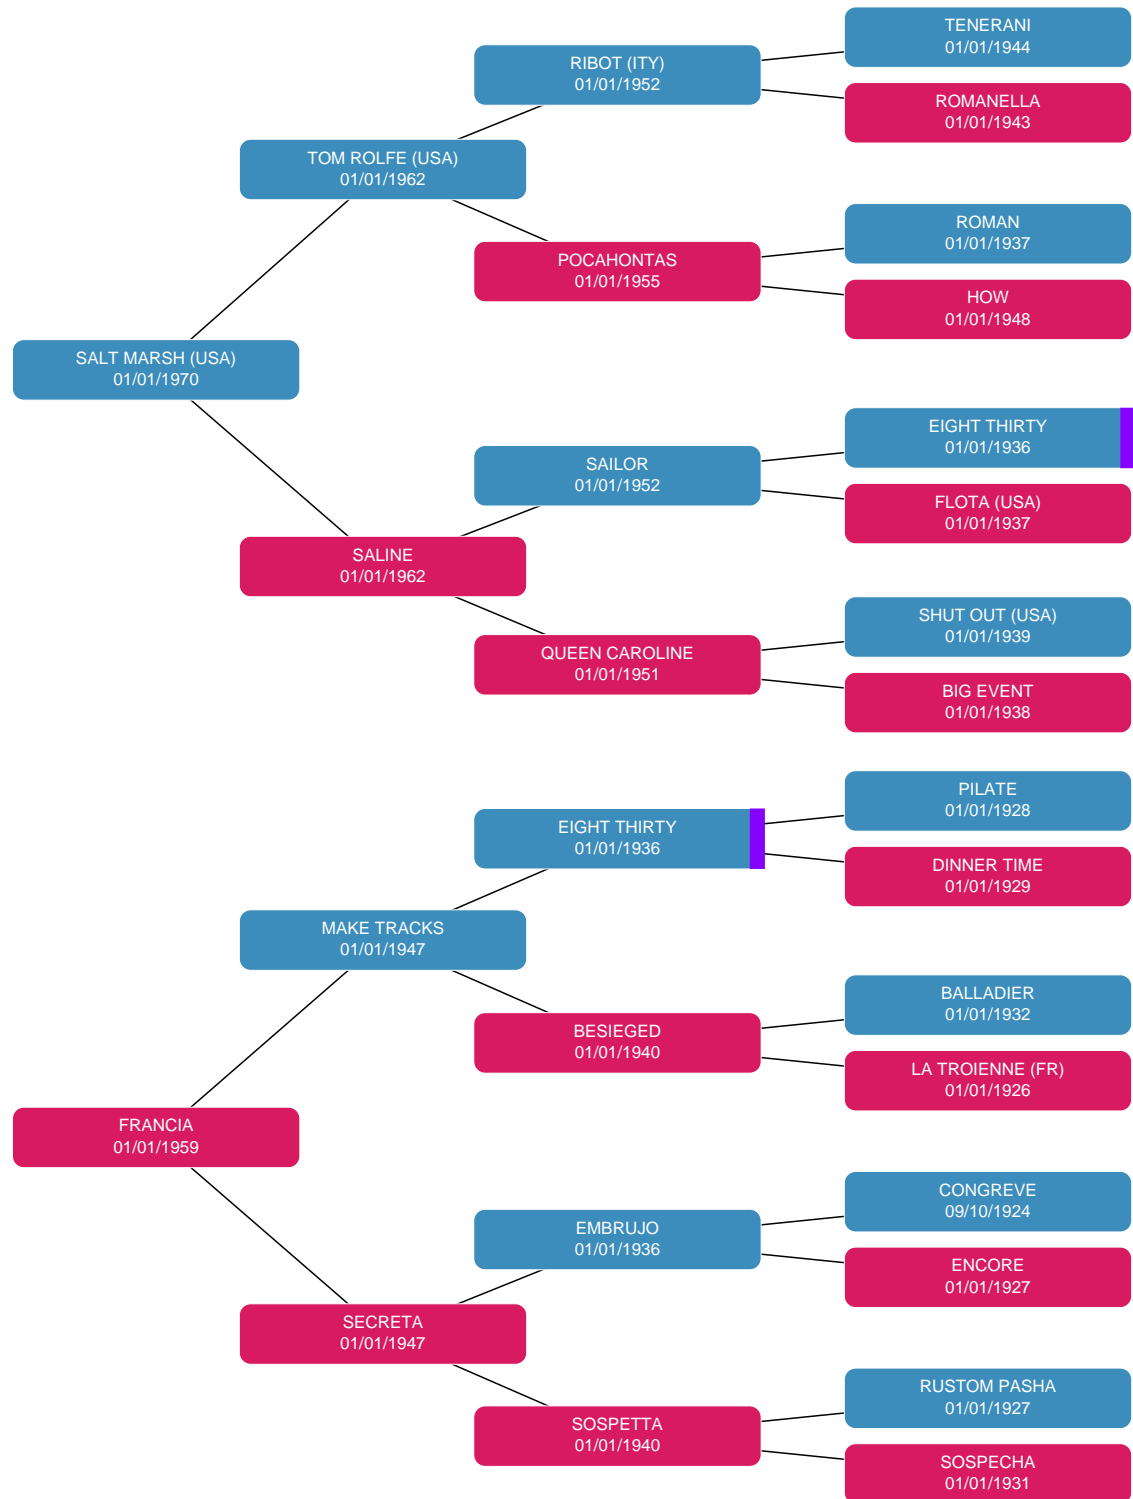 TENERANI
01/01/1944
RIBOT (ITY)
01/01/1952
ROMANELLA
01/01/1943
TOM ROLFE (USA)
01/01/1962
ROMAN
01/01/1937
POCAHONTAS
01/01/1955
HOW
01/01/1948
SALT MARSH (USA)
01/01/1970
EIGHT THIRTY
01/01/1936
SAILOR
01/01/1952
FLOTA (USA)
01/01/1937
SALINE
01/01/1962
SHUT OUT (USA)
01/01/1939
QUEEN CAROLINE
01/01/1951
BIG EVENT
01/01/1938
PILATE
01/01/1928
EIGHT THIRTY
01/01/1936
DINNER TIME
01/01/1929
MAKE TRACKS
01/01/1947
BALLADIER
01/01/1932
BESIEGED
01/01/1940
LA TROIENNE (FR)
01/01/1926
FRANCIA
01/01/1959
CONGREVE
09/10/1924
EMBRUJO
01/01/1936
ENCORE
01/01/1927
SECRETA
01/01/1947
RUSTOM PASHA
01/01/1927
SOSPETTA
01/01/1940
SOSPECHA
01/01/1931